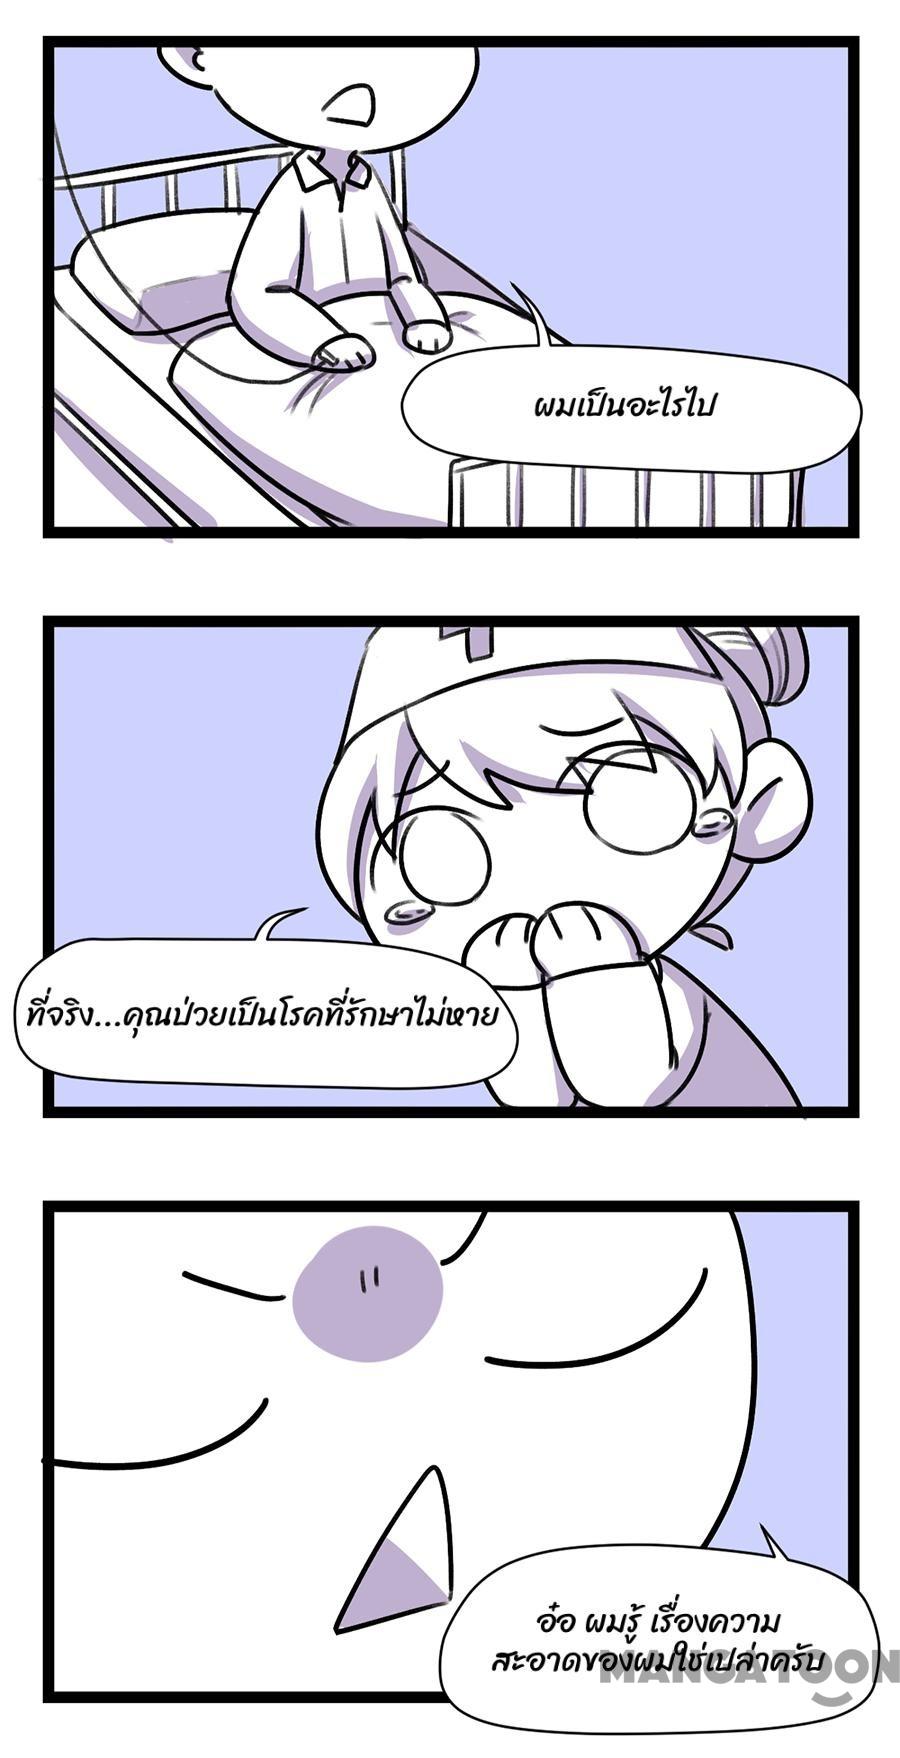 ผมเป็นอะไรไป
ที่จริง...คุณป่วยเป็นโรคที่รักษาไม่หาย
อ๋อ ผมรู้ เรื่องความ
สะอาดของผมใช่เปล่าครับ
MANGATOON